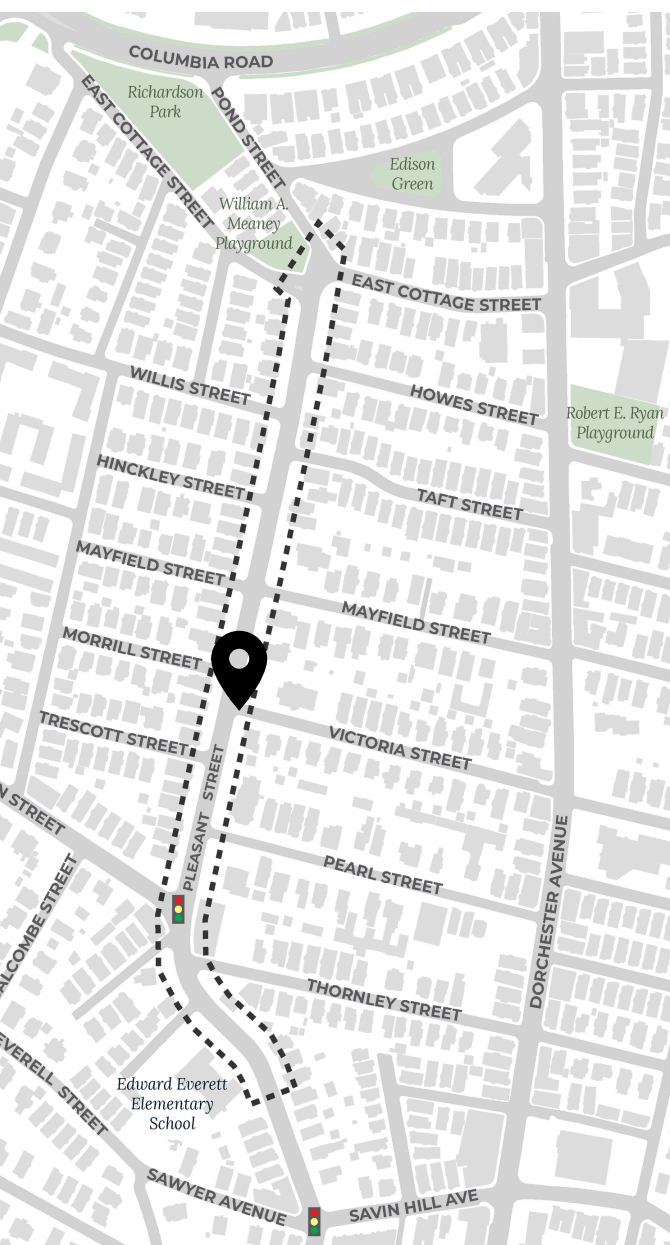 COLUMBIA ROAD
Richardson
Park
POND STREET
EAST COTTAGE STREET
Edison
Green
William A.
Meaney
Playground
EAST COTTAGE STREET
WILLIS STREET
HOWES STREET
Robert E. Ryan
Playground
HINCKLEY STREET
TAFT STREET
MAYFIELD STREET
MAYFIELD STREET
MORRILL STREET
TRESCOTT STREET
VICTORIA STREET
PLEASANT STREET
N STREET
PEARL STREET
DORCHESTER AVENUE
ALCOMBE STREET
THORNLEY STREET
EVERELL STREET
Edward Everett
Elementary
School
SAWYER AVENUE
SAVIN HILL AVE